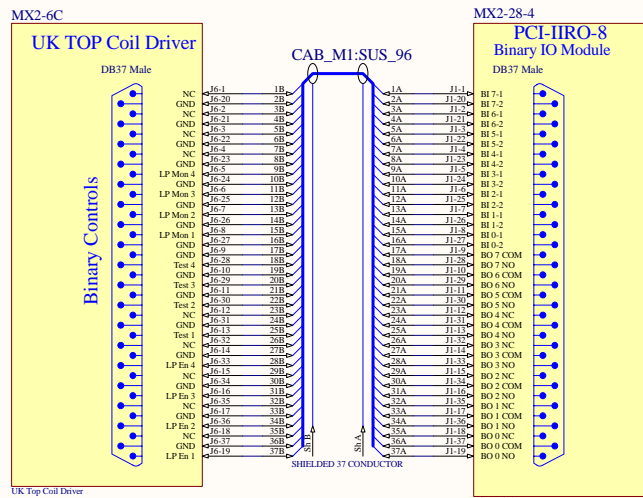 MX2-6C
MX2-28-4
UK TOP Coil Driver
PCI-IIRO-8
Binary IO Module
CAB_M1:SUS_96
DB37 Male
DB37 Male
Binary Controls
NC J6-1 1B 1A J1-1 BI 7-1
GND J6-20 2B 2A J1-20 BI 7-2
NC J6-2 3B 3A J1-2 BI 6-1
GND J6-21 4B 4A J1-21 BI 6-2
NC J6-3 5B 5A J1-3 BI 5-1
GND J6-22 6B 6A J1-22 BI 5-2
NC J6-4 7B 7A J1-4 BI 4-1
GND J6-23 8B 8A J1-23 BI 4-2
LP Mon 4 J6-5 9B 9A J1-5 BI 3-1
GND J6-24 10B 10A J1-24 BI 3-2
LP Mon 3 J6-6 11B 11A J1-6 BI 2-1
GND J6-25 12B 12A J1-25 BI 2-2
LP Mon 2 J6-7 13B 13A J1-7 BI 1-1
GND J6-26 14B 14A J1-26 BI 1-2
LP Mon 1 J6-8 15B 15A J1-8 BI 0-1
GND J6-27 16B 16A J1-27 BI 0-2
GND J6-9 17B 17A J1-9 BO 7 COM
Test 4 J6-28 18B 18A J1-28 BO 7 NO
GND J6-10 19B 19A J1-10 BO 6 COM
Test 3 J6-29 20B 20A J1-29 BO 6 NO
GND J6-11 21B 21A J1-11 BO 5 COM
Test 2 J6-30 22B 22A J1-30 BO 5 NO
NC J6-12 23B 23A J1-12 BO 4 NC
GND J6-31 24B 24A J1-31 BO 4 COM
Test 1 J6-13 25B 25A J1-13 BO 4 NO
NC J6-32 26B 26A J1-32 BO 3 NC
GND J6-14 27B 27A J1-14 BO 3 COM
LP En 4 J6-33 28B 28A J1-33 BO 3 NO
NC J6-15 29B 29A J1-15 BO 2 NC
GND J6-34 30B 30A J1-34 BO 2 COM
LP En 3 J6-16 31B 31A J1-16 BO 2 NO
NC J6-35 32B 32A J1-35 BO 1 NC
GND J6-17 33B 33A J1-17 BO 1 COM
LP En 2 J6-36 34B 34A J1-36 BO 1 NO
NC J6-18 35B 35A J1-18 BO 0 NC
GND J6-37 36B 36A J1-37 BO 0 COM
LP En 1 J6-19 37B 37A J1-19 BO 0 NO
Sh B
Sh A
SHIELDED 37 CONDUCTOR
UK Top Coil Driver